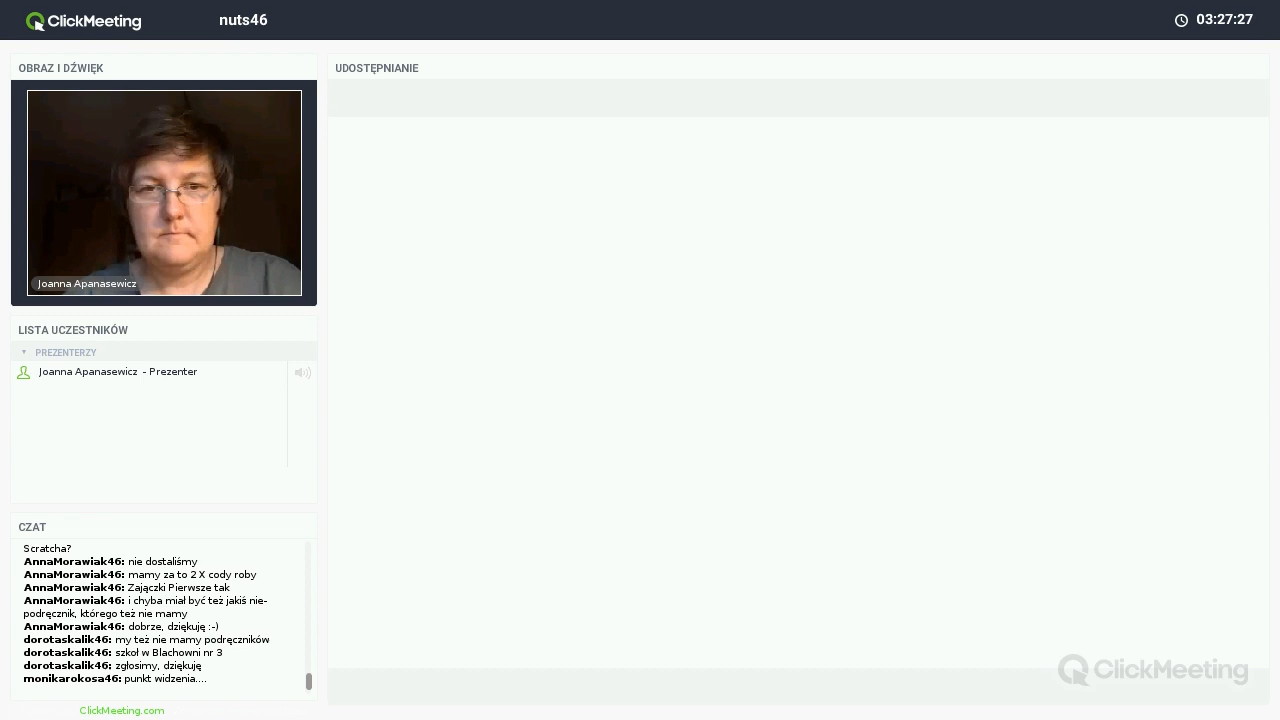 ClickMeeting
nuts46
03:27:27
OBRAZ I DŹWIĘK
Joanna Apanasewicz
LISTA UCZESTNIKÓW
PREZENTERZY
Joanna Apanasewicz - Prezenter
CZAT
Scratcha?
AnnaMorawiak46: nie dostaliśmy
AnnaMorawiak46: mamy za to 2 X cody roby
AnnaMorawiak46: Zajączki Pierwsze tak
AnnaMorawiak46: i chyba miał być też jakiś nie-
podręcznik, którego też nie mamy
AnnaMorawiak46: dobrze, dziękuję :-)
dorotaskalik46: my też nie mamy podręczników
dorotaskalik46: szkoł w Blachowni nr 3
dorotaskalik46: zgłosimy, dziękuję
monikarokosa46: punkt widzenia....
ClickMeeting.com
UDOSTĘPNIANIE
ClickMeeting